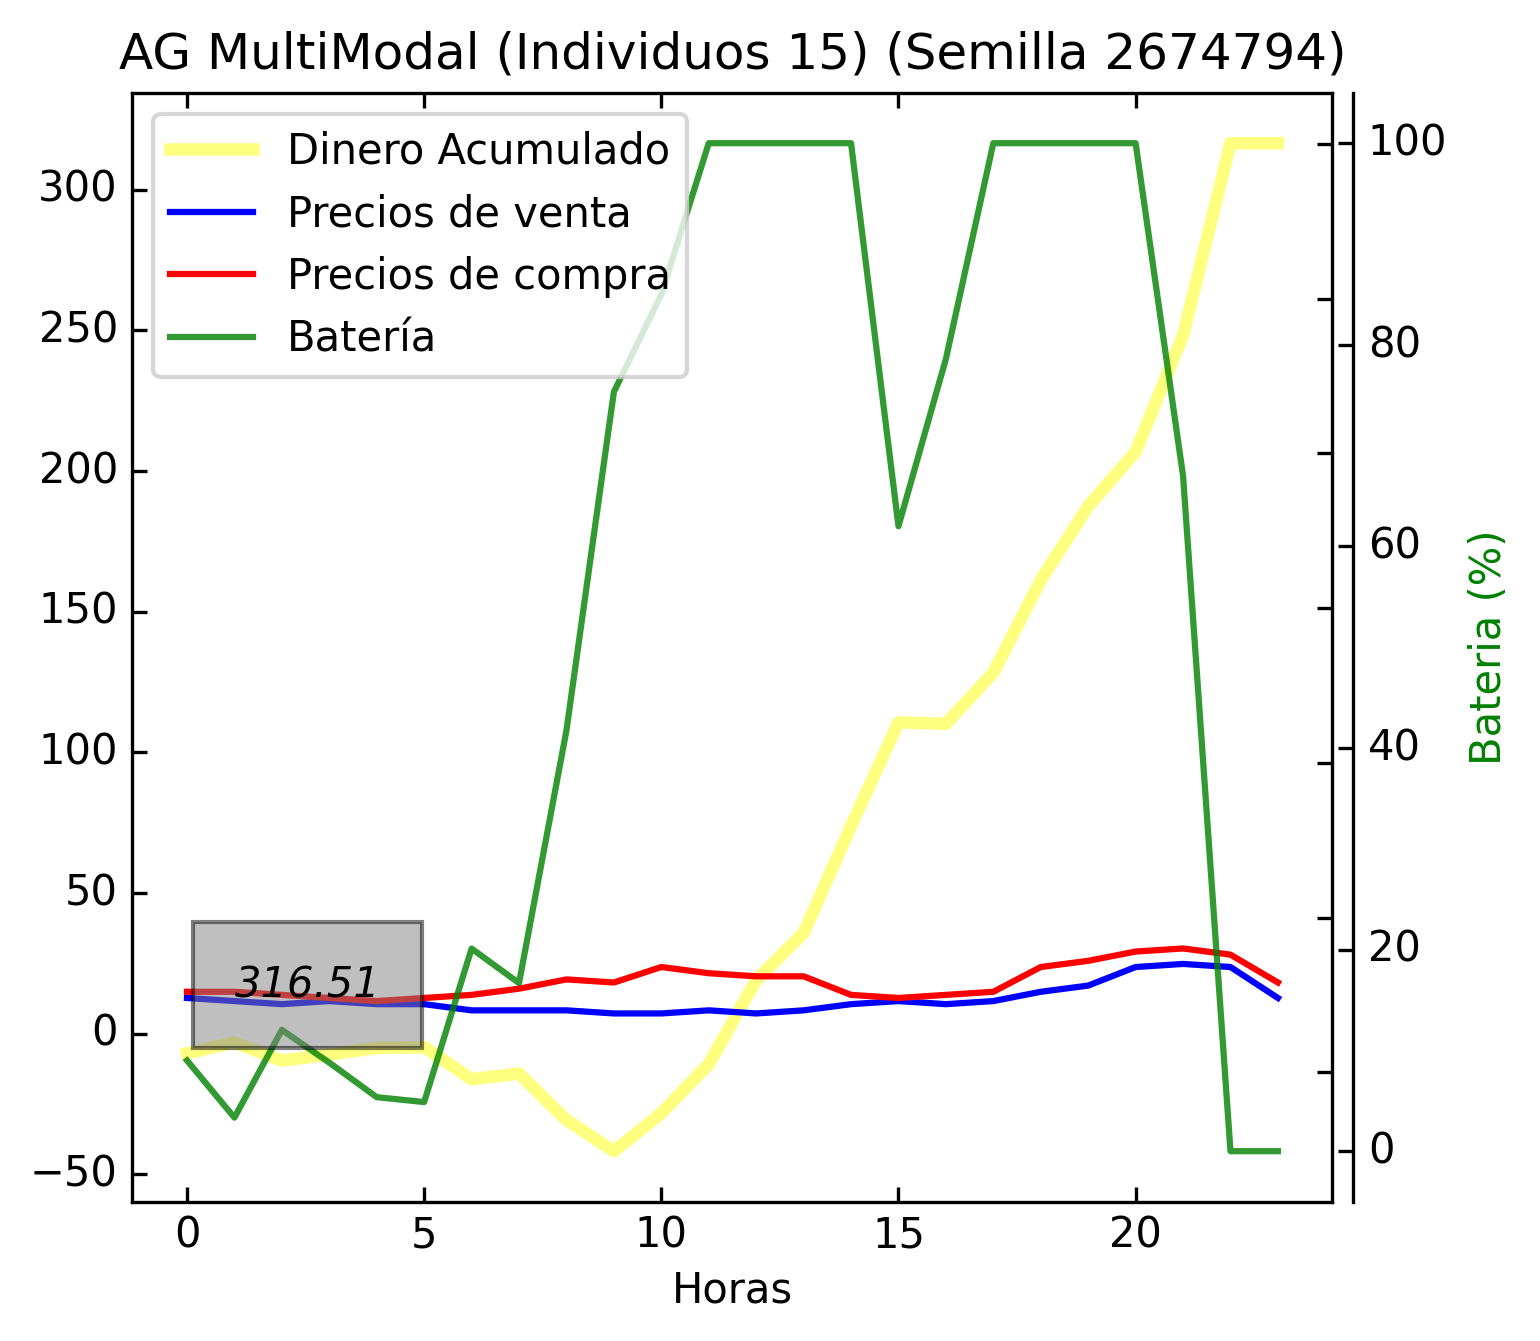 AG MultiModal (Individuos 15) (Semilla 2674794)
Dinero Acumulado
Precios de venta
Precios de compra
Batería
300
250
200
150
100
50
0
−50
316.51
100
80
60
40
20
0
Bateria (%)
0 5 10 15 20
Horas